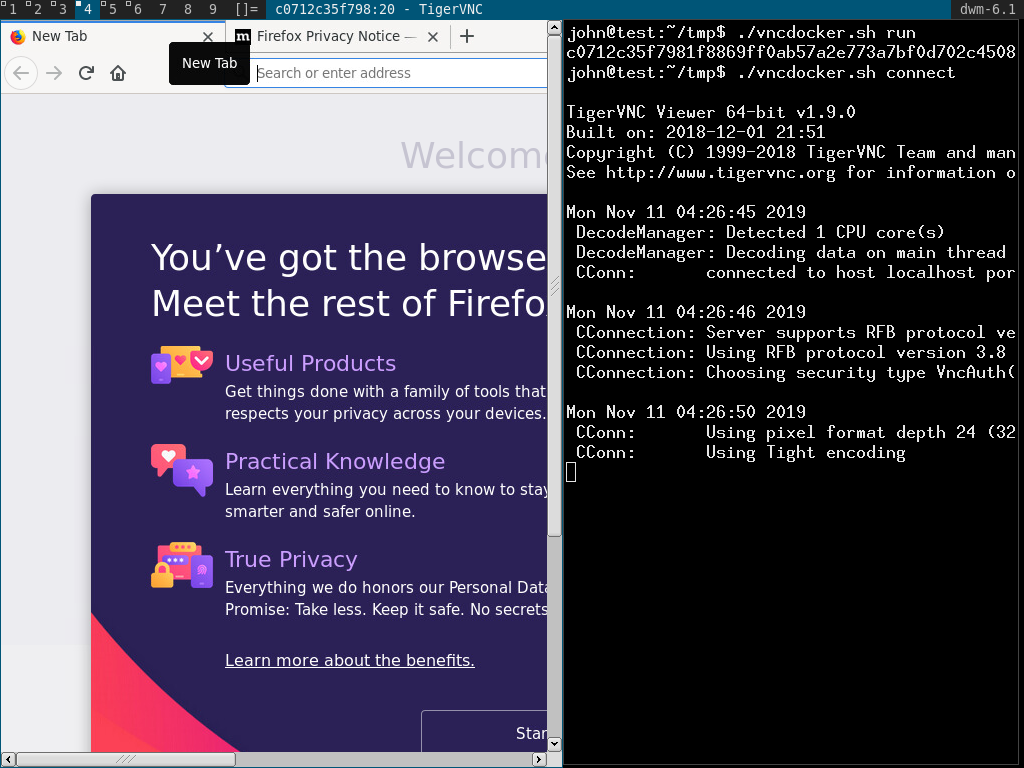 1 2 3 4 5 6 7 8 9 []= c0712c35f798:20 - TigerVNC dwm-6.1
New Tab
Firefox Privacy Notice —
New Tab
Search or enter address
Welcome
You’ve got the browse
Meet the rest of Firefo
Useful Products
Get things done with a family of tools that
respects your privacy across your devices.
Practical Knowledge
Learn everything you need to know to stay
smarter and safer online.
True Privacy
Everything we do honors our Personal Data
Promise: Take less. Keep it safe. No secrets
Learn more about the benefits.
Star
john@test:~/tmp$ ./vncdocker.sh run
c0712c35f7981f8869ff0ab57a2e773a7bf0d702c4508
john@test:~/tmp$ ./vncdocker.sh connect
TigerVNC Viewer 64-bit v1.9.0
Built on: 2018-12-01 21:51
Copyright (C) 1999-2018 TigerVNC Team and man
See http://www.tigervnc.org for information o
Mon Nov 11 04:26:45 2019
DecodeManager: Detected 1 CPU core(s)
DecodeManager: Decoding data on main thread
CConn: connected to host localhost por
Mon Nov 11 04:26:46 2019
CConnection: Server supports RFB protocol ve
CConnection: Using RFB protocol version 3.8
CConnection: Choosing security type VncAuth(
Mon Nov 11 04:26:50 2019
CConn: Using pixel format depth 24 (32
CConn: Using Tight encoding